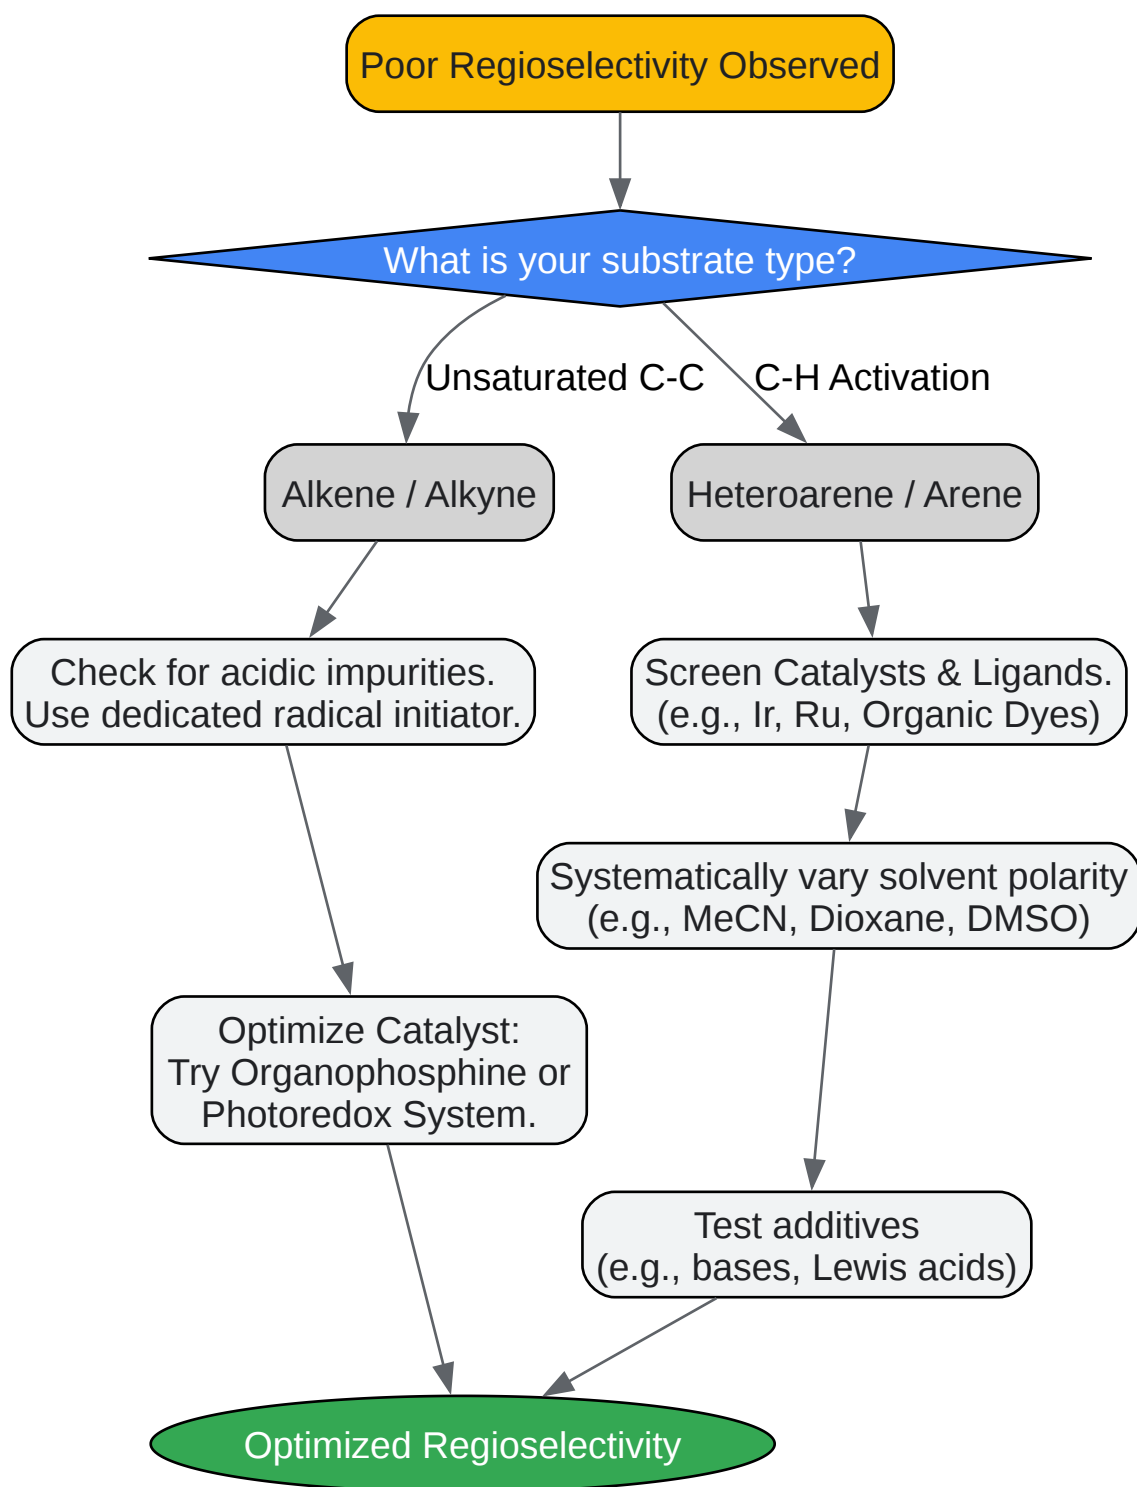 Poor Regioselectivity Observed
What is your substrate type?
Unsaturated C-C
C-H Activation
Alkene / Alkyne
Heteroarene / Arene
Check for acidic impurities.
Use dedicated radical initiator.
Screen Catalysts & Ligands.
(e.g., Ir, Ru, Organic Dyes)
Systematically vary solvent polarity
(e.g., MeCN, Dioxane, DMSO)
Optimize Catalyst:
Try Organophosphine or
Photoredox System.
Test additives
(e.g., bases, Lewis acids)
Optimized Regioselectivity